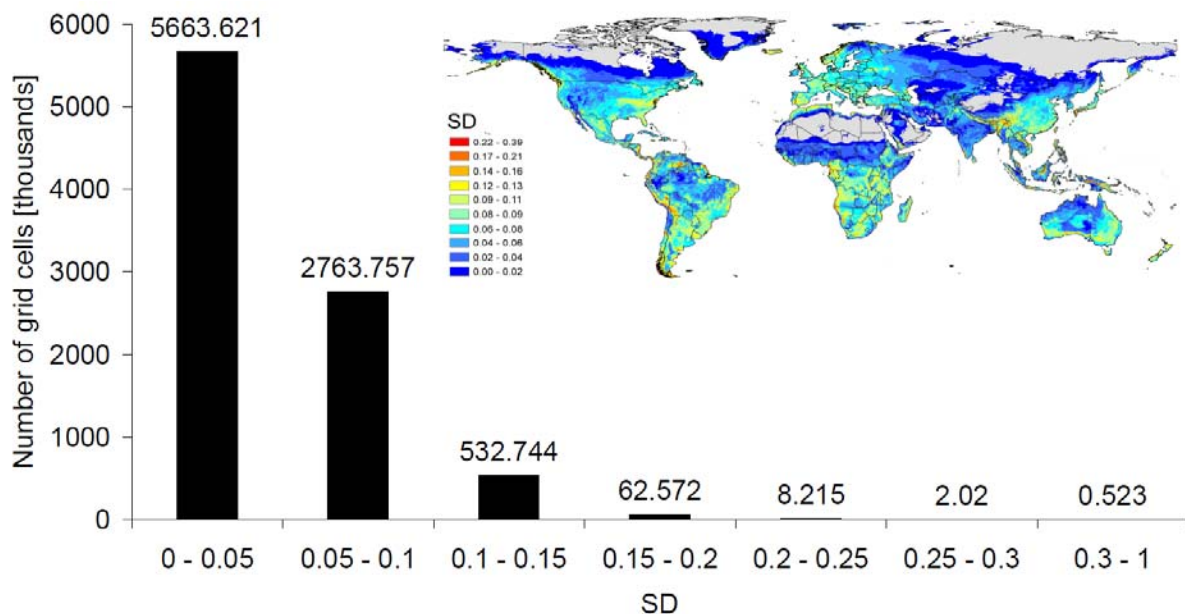 6000
5000
4000
3000
2000
1000
0
Number of grid cells [thousands]
5663.621
2763.757
532.744
62.572
8.215
2.02
0.523
SD
0.22 - 0.39
0.17 - 0.21
0.14 - 0.16
0.12 - 0.13
0.09 - 0.11
0.08 - 0.09
0.06 - 0.08
0.04 - 0.06
0.02 - 0.04
0.00 - 0.02
0 - 0.05
0.05 - 0.1
0.1 - 0.15
0.15 - 0.2
0.2 - 0.25
0.25 - 0.3
0.3 - 1
SD